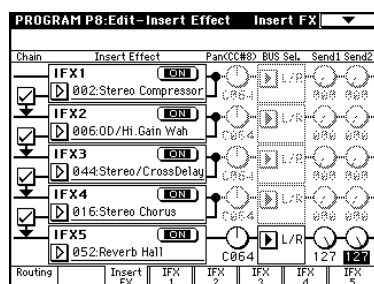 PROGRAM P8:Edit-Insert Effect Insert FX
Chain Insert Effect Pan(CC#8) BUS Sel. Send1 Send2
IFX1 ON
002:Stereo Compressor L/R C064 000 000
IFX2 ON
006:OD/Hi.Gain Wah L/R C064 000 000
IFX3 ON
044:Stereo/CrossDelay L/R C064 000 000
IFX4 ON
016:Stereo Chorus L/R C064 000 000
IFX5 ON
052:Reverb Hall L/R C064 127 127
Routing Insert FX IFX 1 IFX 2 IFX 3 IFX 4 IFX 5